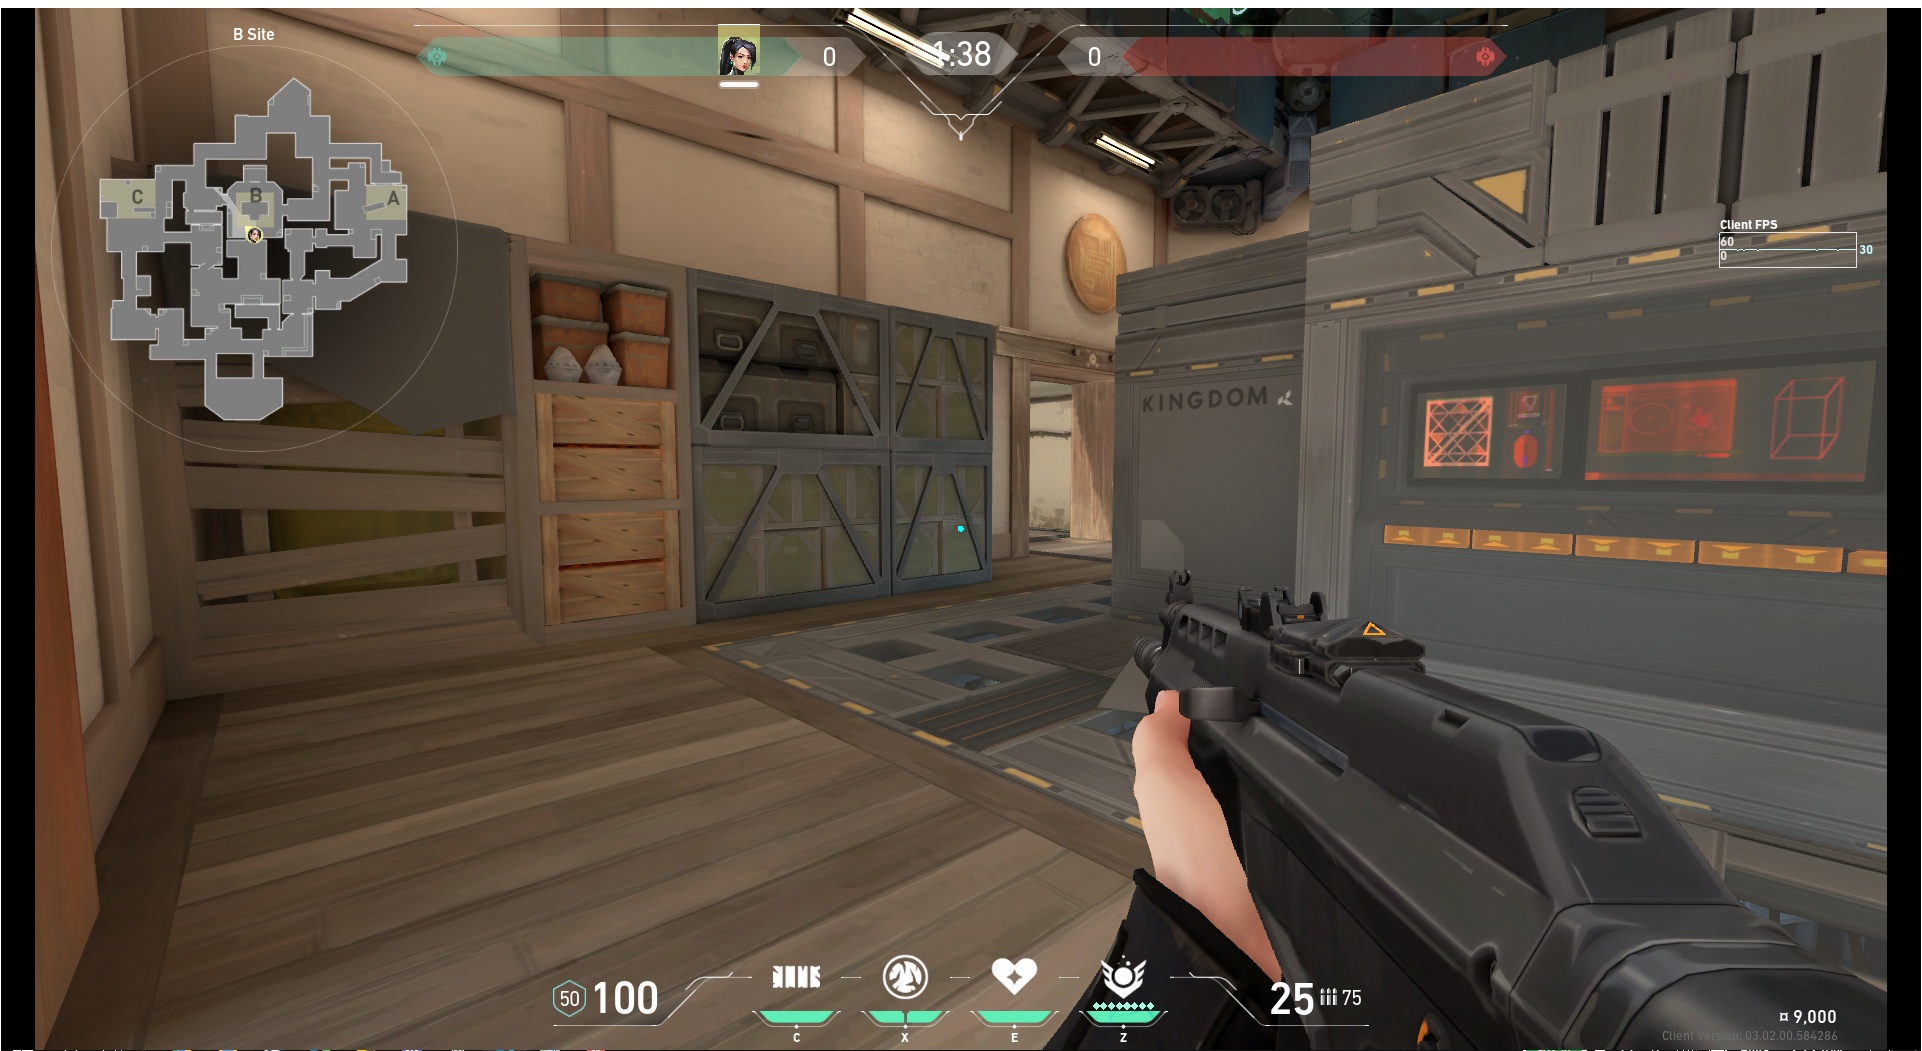 B Site
0
1:38
0
C
B
A
Client FPS
60
0
30
KINGDOM
50
100
25
75
C
X
E
Z
¤ 9,000
Client Version: 03.02.00.584286